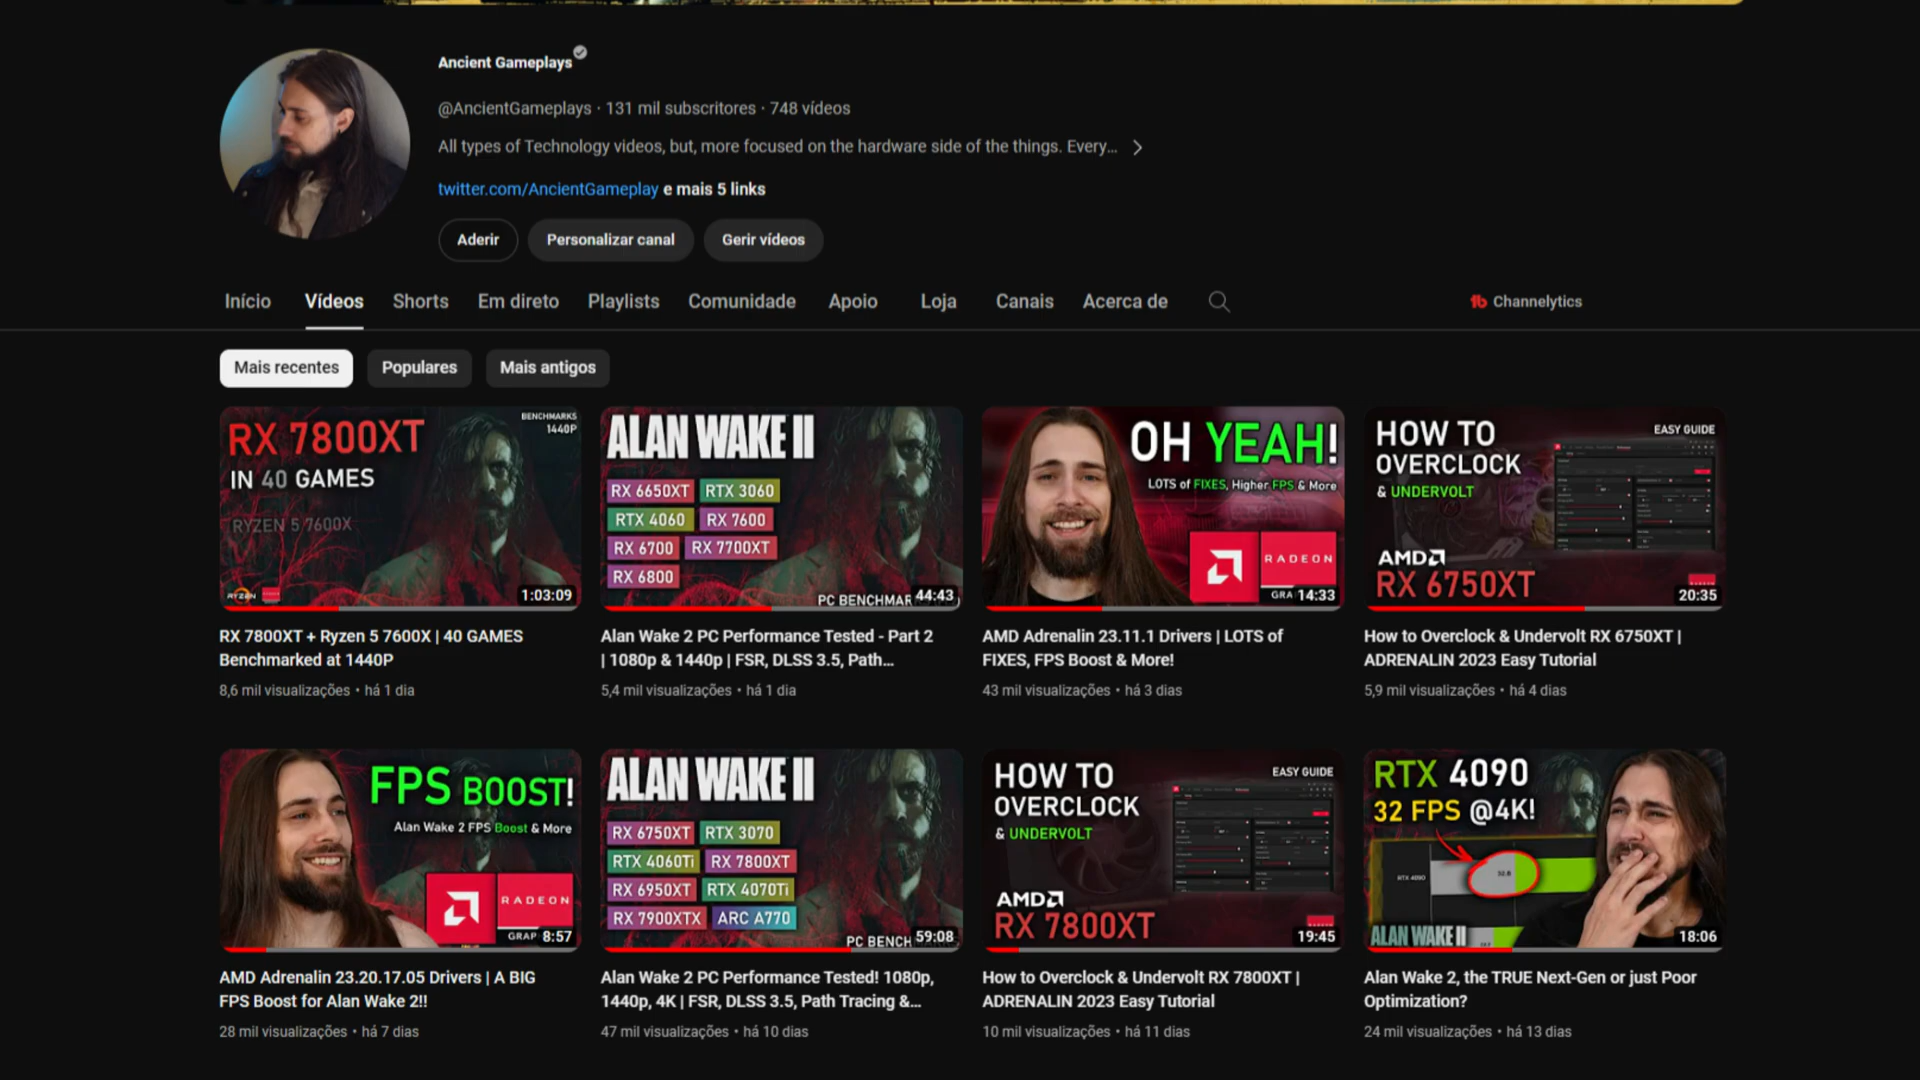 Ancient Gameplays
@AncientGameplays · 131 mil subscritores · 748 vídeos
All types of Technology videos, but, more focused on the hardware side of the things. Every...
twitter.com/AncientGameplay e mais 5 links
Aderir
Personalizar canal
Gerir vídeos
Início
Vídeos
Shorts
Em direto
Playlists
Comunidade
Apoio
Loja
Canais
Acerca de
Channelytics
Mais recentes
Populares
Mais antigos
RX 7800XT
IN 40 GAMES
RYZEN 5 7600X
BENCHMARKS
1440P
RYZEN
1:03:09
RX 7800XT + Ryzen 5 7600X | 40 GAMES
Benchmarked at 1440P
8,6 mil visualizações • há 1 dia
ALAN WAKE II
RX 6650XT RTX 3060
RTX 4060 RX 7600
RX 6700 RX 7700XT
RX 6800
PC BENCHMAR
44:43
Alan Wake 2 PC Performance Tested - Part 2
| 1080p & 1440p | FSR, DLSS 3.5, Path...
5,4 mil visualizações • há 1 dia
OH YEAH!
LOTS of FIXES, Higher FPS & More
RADEON
GRA
14:33
AMD Adrenalin 23.11.1 Drivers | LOTS of
FIXES, FPS Boost & More!
43 mil visualizações • há 3 dias
HOW TO
OVERCLOCK
& UNDERVOLT
EASY GUIDE
AMD
RX 6750XT
20:35
How to Overclock & Undervolt RX 6750XT |
ADRENALIN 2023 Easy Tutorial
5,9 mil visualizações • há 4 dias
FPS BOOST!
Alan Wake 2 FPS Boost & More
RADEON
GRAP
8:57
AMD Adrenalin 23.20.17.05 Drivers | A BIG
FPS Boost for Alan Wake 2!!
28 mil visualizações • há 7 dias
ALAN WAKE II
RX 6750XT RTX 3070
RTX 4060Ti RX 7800XT
RX 6950XT RTX 4070Ti
RX 7900XTX ARC A770
PC BENCH
59:08
Alan Wake 2 PC Performance Tested! 1080p,
1440p, 4K | FSR, DLSS 3.5, Path Tracing &...
47 mil visualizações • há 10 dias
HOW TO
OVERCLOCK
& UNDERVOLT
EASY GUIDE
AMD
RX 7800XT
19:45
How to Overclock & Undervolt RX 7800XT |
ADRENALIN 2023 Easy Tutorial
10 mil visualizações • há 11 dias
RTX 4090
32 FPS @4K!
RTX 4090
32.8
ALAN WAKE II
18:06
Alan Wake 2, the TRUE Next-Gen or just Poor
Optimization?
24 mil visualizações • há 13 dias